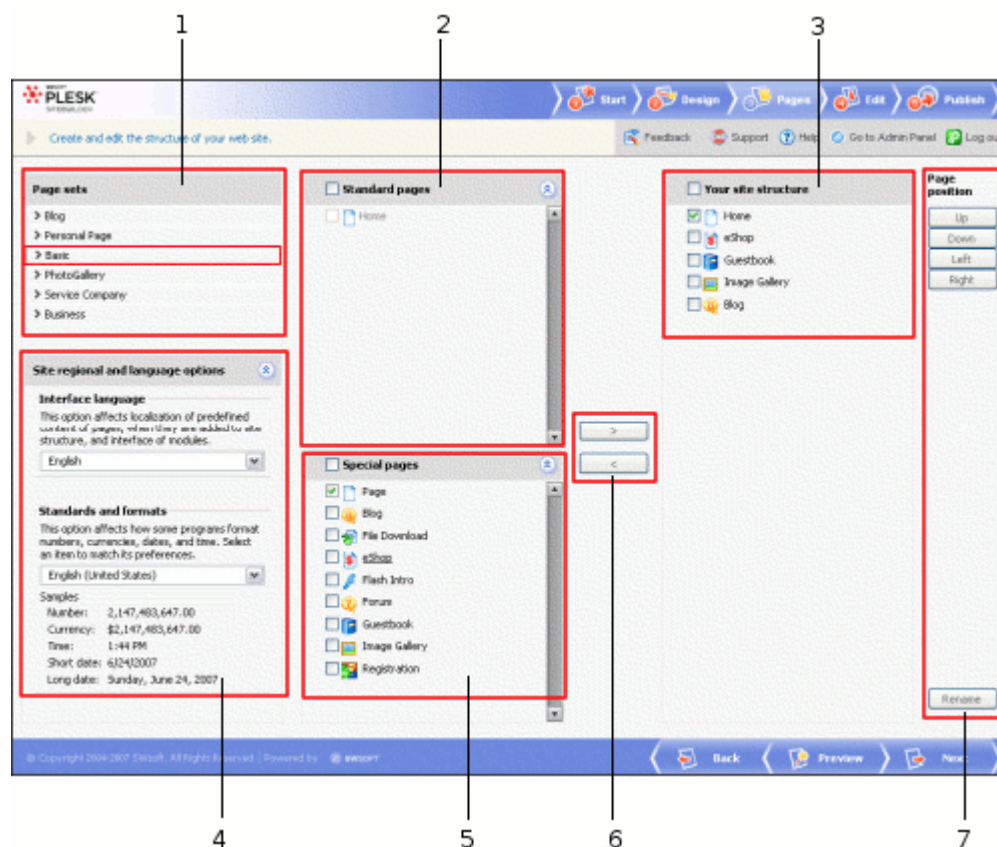 1 2 3
PLESK
SITEBUILDER
Start Design Pages Edit Publish
Create and edit the structure of your web site.
Feedback Support Help Go to Admin Panel Log ou
Page sets
Blog
Personal Page
Basic
PhotoGallery
Service Company
Business
Site regional and language options
Interface language
This option affects localization of predefined
content of pages, when they are added to site
structure, and interface of modules.
English
Standards and formats
This option affects how some programs format
numbers, currencies, dates, and time. Select
an item to match its preferences.
English (United States)
Samples
Number: 2,147,483,647.00
Currency: $2,147,483,647.00
Time: 1:44 PM
Short date: 6/24/2007
Long date: Sunday, June 24, 2007
Standard pages
Home
Special pages
Page
Blog
File Download
eShop
Flash Intro
Forum
Guestbook
Image Gallery
Registration
>
<
Your site structure
Home
eShop
Guestbook
Image Gallery
Blog
Page
position
Up
Down
Left
Right
Rename
© Copyright 2004-2007 SWsoft. All Rights Reserved | Powered by SWSOFT
Back Preview Next
4 5 6 7